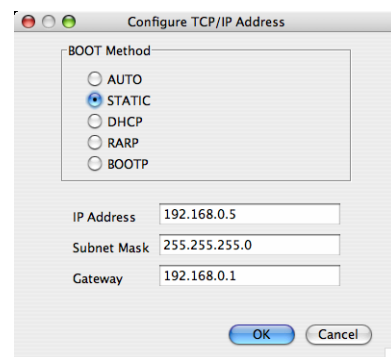 Configure TCP/IP Address
BOOT Method
AUTO
STATIC
DHCP
RARP
BOOTP
IP Address 192.168.0.5
Subnet Mask 255.255.255.0
Gateway 192.168.0.1
OK Cancel